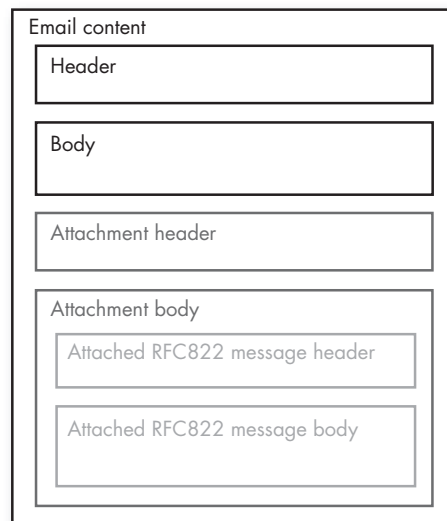 Email content
Header
Body
Attachment header
Attachment body
Attached RFC822 message header
Attached RFC822 message body